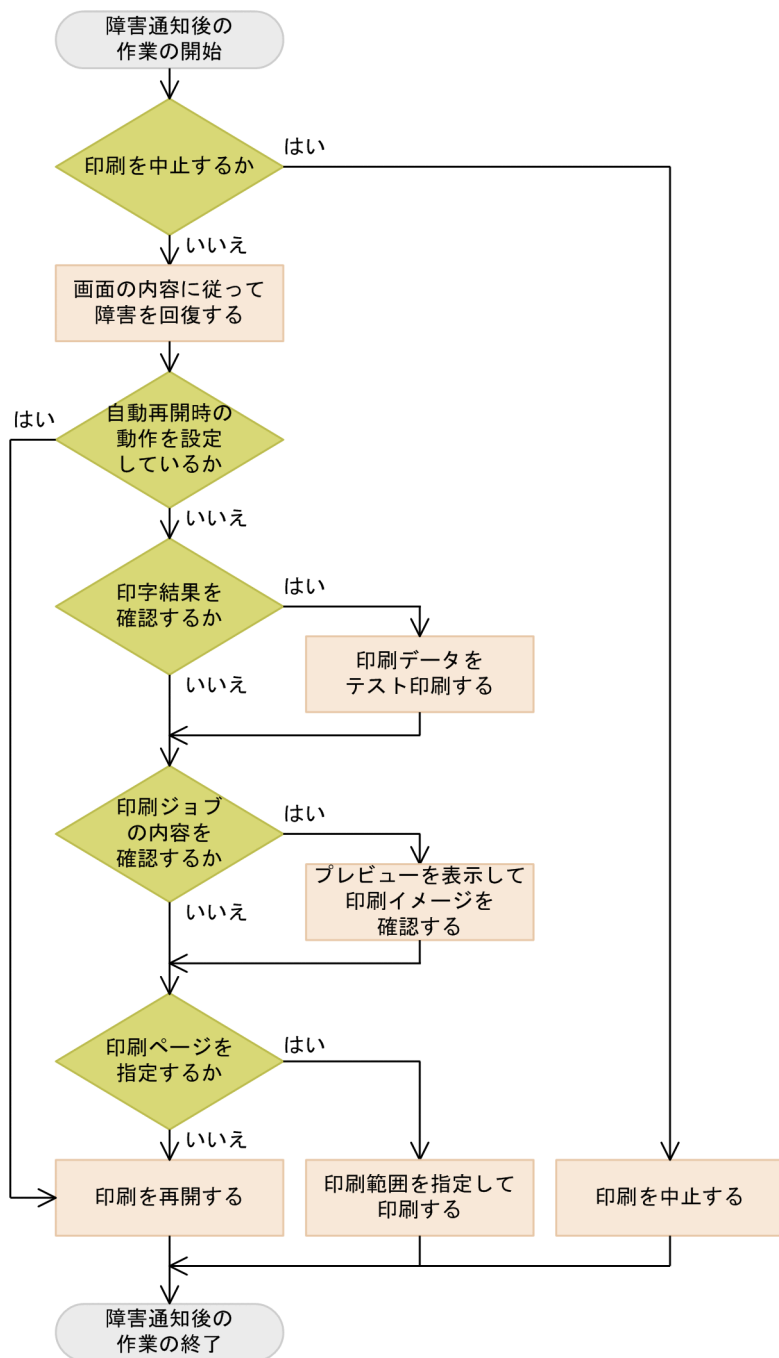 障害通知後の
作業の開始
はい
印刷を中止するか
いいえ
画面の内容に従って
障害を回復する
はい
自動再開時の
動作を設定
しているか
いいえ
印字結果を
確認するか
はい
印刷データを
テスト印刷する
いいえ
印刷ジョブ
の内容を
確認するか
はい
プレビューを表示して
印刷イメージを
確認する
いいえ
印刷ページを
指定するか
はい
いいえ
印刷を再開する
印刷範囲を指定して
印刷する
印刷を中止する
障害通知後の
作業の終了